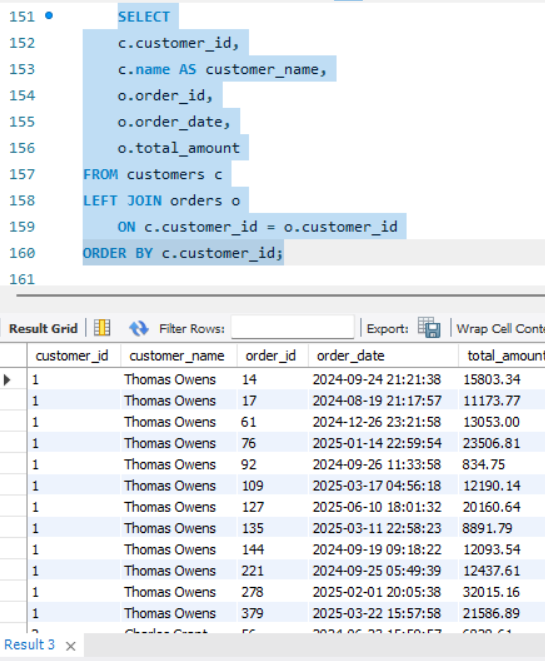 151 SELECT
152 c.customer_id,
153 c.name AS customer_name,
154 o.order_id,
155 o.order_date,
156 o.total_amount
157 FROM customers c
158 LEFT JOIN orders o
159 ON c.customer_id = o.customer_id
160 ORDER BY c.customer_id;
161
Result Grid Filter Rows: Export: Wrap Cell Conte
customer_id customer_name order_id order_date total_amount
1 Thomas Owens 14 2024-09-24 21:21:38 15803.34
1 Thomas Owens 17 2024-08-19 21:17:57 11173.77
1 Thomas Owens 61 2024-12-26 23:21:58 13053.00
1 Thomas Owens 76 2025-01-14 22:59:54 23506.81
1 Thomas Owens 92 2024-09-26 11:33:58 834.75
1 Thomas Owens 109 2025-03-17 04:56:18 12190.14
1 Thomas Owens 127 2025-06-10 18:01:32 20160.64
1 Thomas Owens 135 2025-03-11 22:58:23 8891.79
1 Thomas Owens 144 2024-09-19 09:18:22 12093.54
1 Thomas Owens 221 2024-09-25 05:49:39 12437.61
1 Thomas Owens 278 2025-02-01 20:05:38 32015.16
1 Thomas Owens 379 2025-03-22 15:57:58 21586.89
Result 3